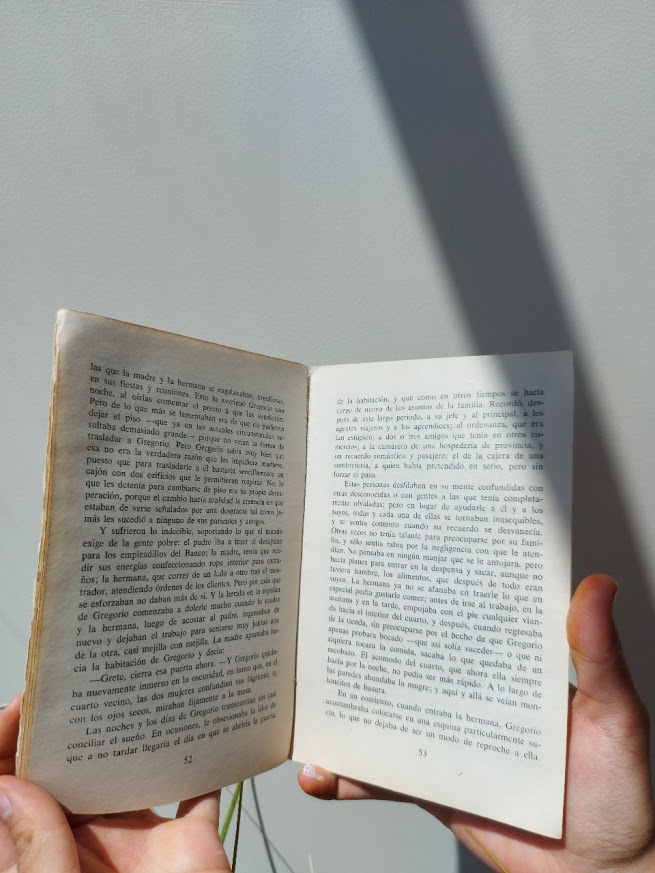 las que la madre y la hermana se engalanaban, orgullosas,
en sus fiestas y reuniones. Esto lo averiguó Gregorio una
noche, al oírlas comentar el precio a que las vendieron.
Pero de lo que más se lamentaban era de que no pudiera
dejar el piso —que ya en las actuales circunstancias re-
sultaba demasiado grande— porque no veían la forma de
trasladar a Gregorio. Pero Gregorio sabía muy bien que
esa no era la verdadera razón que les impidiera mudarse,
puesto que para trasladarle a él bastaría sencillamente un
cajón con dos orificios que le permitieran respirar. No, lo
que les detenía para cambiarse de piso era su propia deses-
peración, porque el cambio hacía realidad la creencia en que
estaban de verse señalados por una desgracia tal como ja-
más les sucedió a ninguno de sus parientes y amigos.
Y sufrieron lo indecible, soportando lo que el mundo
exige de la gente pobre: el padre iba a traer el desayuno
para los empleadillos del Banco; la madre, tenía que ren-
dir sus energías confeccionando ropa interior para extra-
ños; la hermana, que correr de un lado a otro tras el mos-
trador, atendiendo órdenes de los clientes. Pero por más que
se esforzaban no daban más de sí. Y la herida en la espalda
de Gregorio comenzaba a dolerle mucho cuando la madre
y la hermana, luego de acostar al padre, regresaban de
nuevo y dejaban el trabajo para sentarse muy juntas una
de la otra, casi mejilla con mejilla. La madre apuntaba ha-
cia la habitación de Gregorio y decía:
—Grete, cierra esa puerta ahora. —Y Gregorio queda-
ba nuevamente inmerso en la oscuridad, en tanto que, en el
cuarto vecino, las dos mujeres confundían sus lágrimas, o,
con los ojos secos, miraban fijamente a la mesa.
Las noches y los días de Gregorio transcurrían sin casi
conciliar el sueño. En ocasiones, le obsesionaba la idea de
que a no tardar llegaría el día en que se abriría la puerta
52
de la habitación, y que como en otros tiempos se haría
cargo de nuevo de los asuntos de la familia. Recordó, des-
pués de este largo período, a su jefe y al principal, a los
agentes viajeros y a los aprendices; al ordenanza, que era
tan estúpido; a dos o tres amigos que tenía en otros co-
mercios, a la camarera de una hospedería de provincia, y
un recuerdo romántico y pasajero: el de la cajera de una
sombrerería, a quien había pretendido en serio, pero sin
forzar el paso.
Estas personas desfilaban en su mente confundidas con
otras desconocidas o con gentes a las que tenía completa-
mente olvidadas; pero en lugar de ayudarle a él y a los
suyos, todas y cada una de ellas se tornaban inasequibles,
y se sentía contento cuando su recuerdo se desvanecía.
Otras veces no tenía talante para preocuparse por su fami-
lia, y sólo sentía rabia por la negligencia con que le aten-
dían. No pensaba en ningún manjar que se le antojara, pero
hacía planes para entrar en la despensa y sacar, aunque no
tuviera hambre, los alimentos, que después de todo eran
suyos. La hermana ya no se afanaba en traerle lo que en
especial podía gustarle comer; antes de irse al trabajo, en la
mañana y en la tarde, empujaba con el pie cualquier vian-
da hacia el interior del cuarto, y después, cuando regresaba
de la tienda, sin preocuparse por el hecho de que Gregorio
apenas probara bocado —que así solía suceder— o que ni
siquiera tocara la comida, sacaba lo que quedaba de un
escobazo. El acomodo del cuarto, que ahora ella siempre
hacía por la noche, no podía ser más rápido. A lo largo de
las paredes abundaba la mugre; y aquí y allá se veían mon-
toncitos de basura.
En su comienzo, cuando entraba la hermana, Gregorio
acostumbraba colocarse en una esquina particularmente su-
cia, lo que no dejaba de ser un modo de reproche a ella.
53